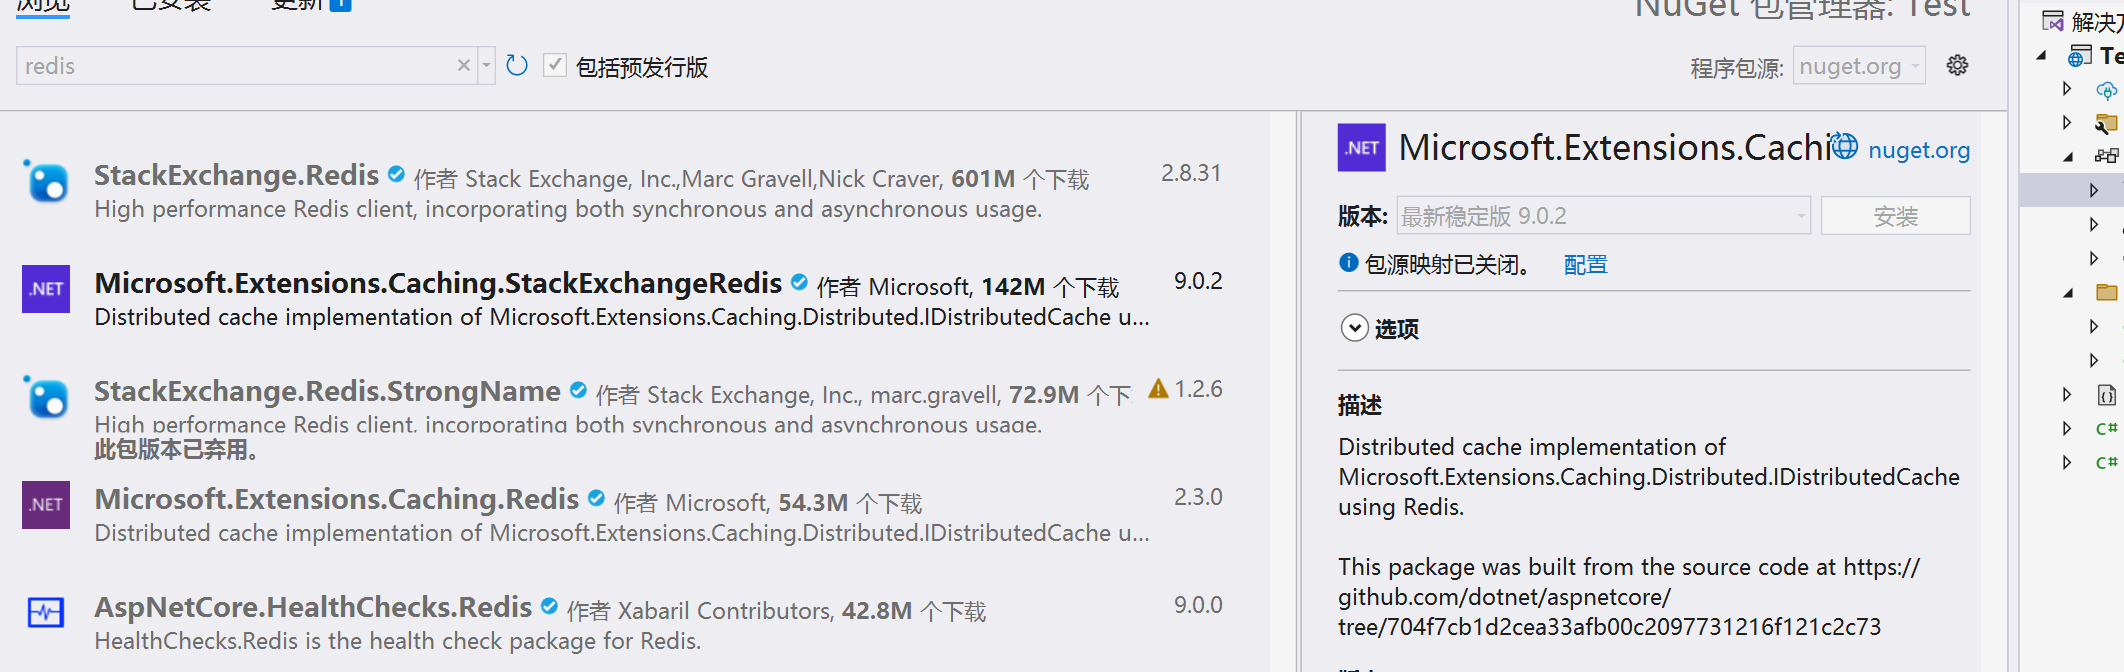 浏览
已安装
更新 1
NuGet 包管理器: Test
redis
包括预发行版
程序包源: nuget.org
StackExchange.Redis 作者 Stack Exchange, Inc.,Marc Gravell,Nick Craver, 601M 个下载 2.8.31
High performance Redis client, incorporating both synchronous and asynchronous usage.
.NET Microsoft.Extensions.Caching.StackExchangeRedis 作者 Microsoft, 142M 个下载 9.0.2
Distributed cache implementation of Microsoft.Extensions.Caching.Distributed.IDistributedCache u...
StackExchange.Redis.StrongName 作者 Stack Exchange, Inc., marc.gravell, 72.9M 个下 1.2.6
High performance Redis client, incorporating both synchronous and asynchronous usage.
此包版本已弃用。
.NET Microsoft.Extensions.Caching.Redis 作者 Microsoft, 54.3M 个下载 2.3.0
Distributed cache implementation of Microsoft.Extensions.Caching.Distributed.IDistributedCache u...
AspNetCore.HealthChecks.Redis 作者 Xabaril Contributors, 42.8M 个下载 9.0.0
HealthChecks.Redis is the health check package for Redis.
.NET Microsoft.Extensions.Cachi nuget.org
版本: 最新稳定版 9.0.2 安装
包源映射已关闭。 配置
选项
描述
Distributed cache implementation of
Microsoft.Extensions.Caching.Distributed.IDistributedCache
using Redis.
This package was built from the source code at https://
github.com/dotnet/aspnetcore/
tree/704f7cb1d2cea33afb00c2097731216f121c2c73
解决
Te
C#
C#